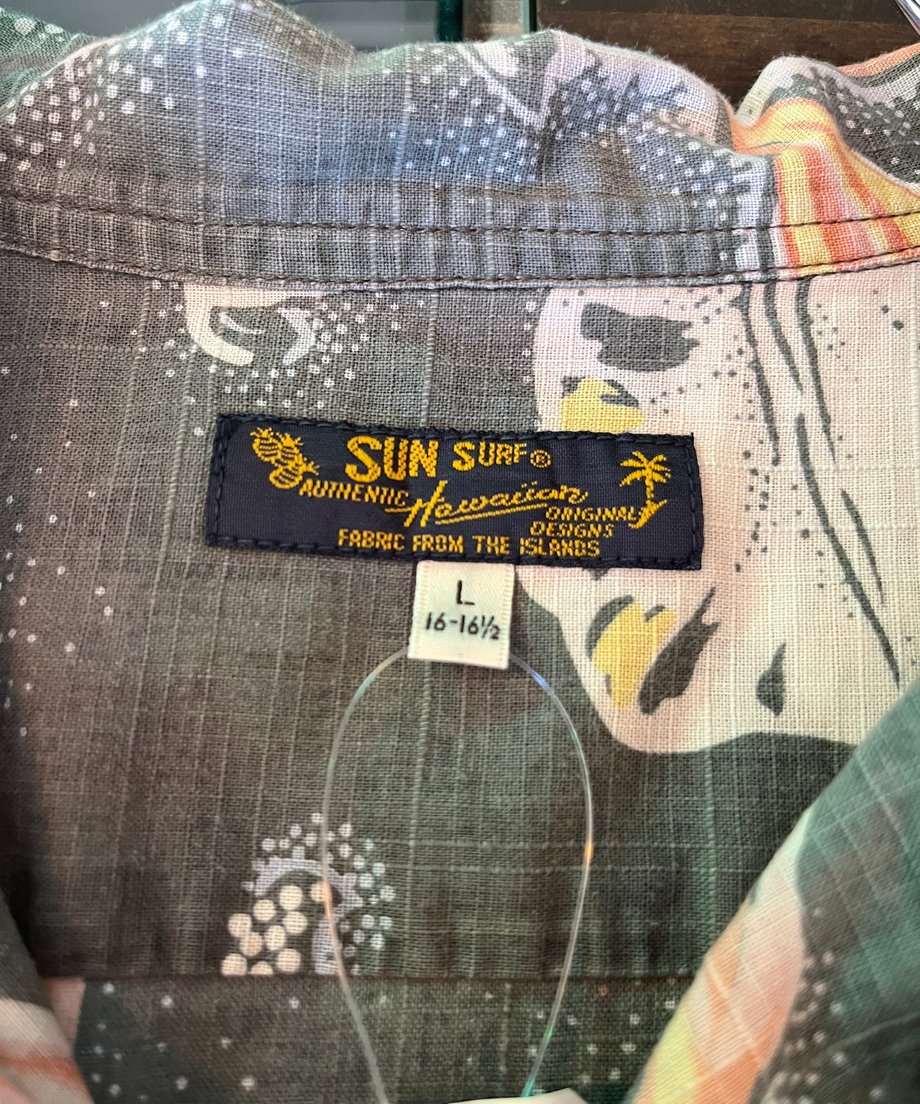 SUN SURF®
AUTHENTIC Hawaiian ORIGINAL
DESIGNS
FABRIC FROM THE ISLANDS
L
16-16½